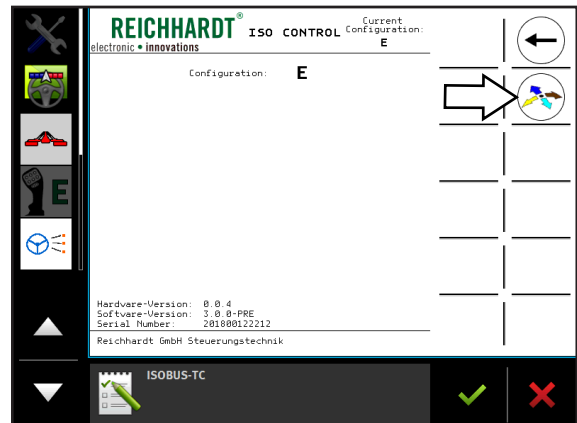 REICHHARDT®
electronic • innovations
ISO CONTROL
Current
Configuration:
E
Configuration: E
E
Hardware-Version: 0.0.4
Software-Version: 3.0.0-PRE
Serial Number: 201800122212
Reichhardt GmbH Steuerungstechnik
ISOBUS-TC